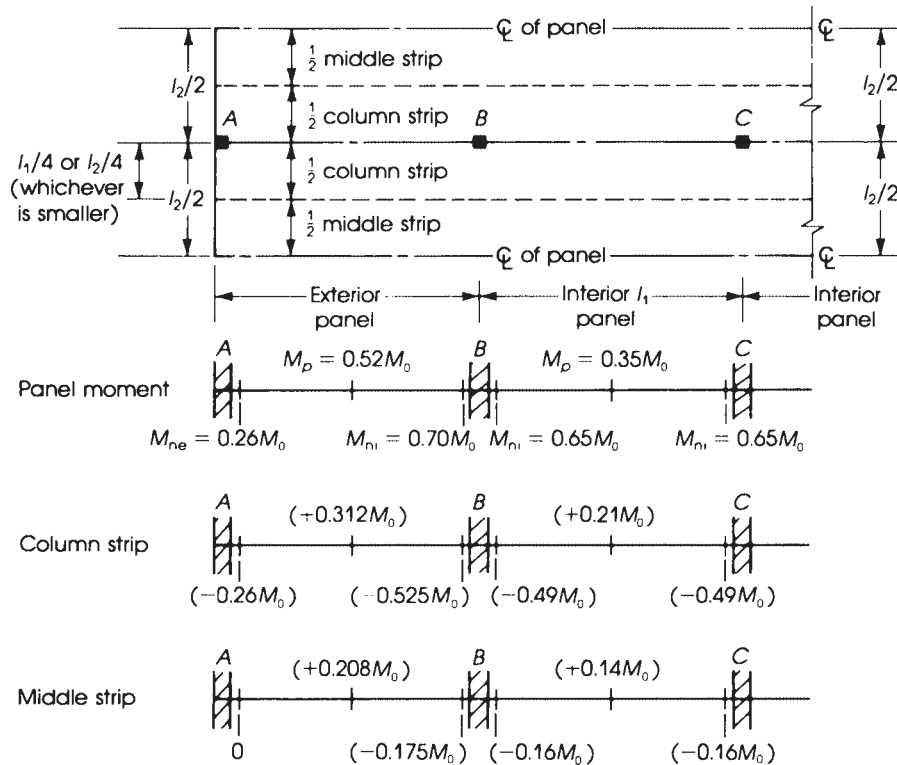 ℄ of panel ℄
l₂/2 ½ middle strip l₂/2
A ½ column strip B C
l₁/4 or l₂/4
(whichever
is smaller)
l₂/2 ½ column strip l₂/2
½ middle strip
℄ of panel ℄
Exterior panel
Interior l₁ panel
Interior panel
A B C
Mₚ = 0.52M₀ Mₚ = 0.35M₀
Panel moment
Mₙₑ = 0.26M₀ Mₙᵢ = 0.70M₀ Mₙᵢ = 0.65M₀ Mₙᵢ = 0.65M₀
A B C
(+0.312M₀) (+0.21M₀)
Column strip
(−0.26M₀) (−0.525M₀) (−0.49M₀) (−0.49M₀)
A B C
(+0.208M₀) (+0.14M₀)
Middle strip
0 (−0.175M₀) (−0.16M₀) (−0.16M₀)